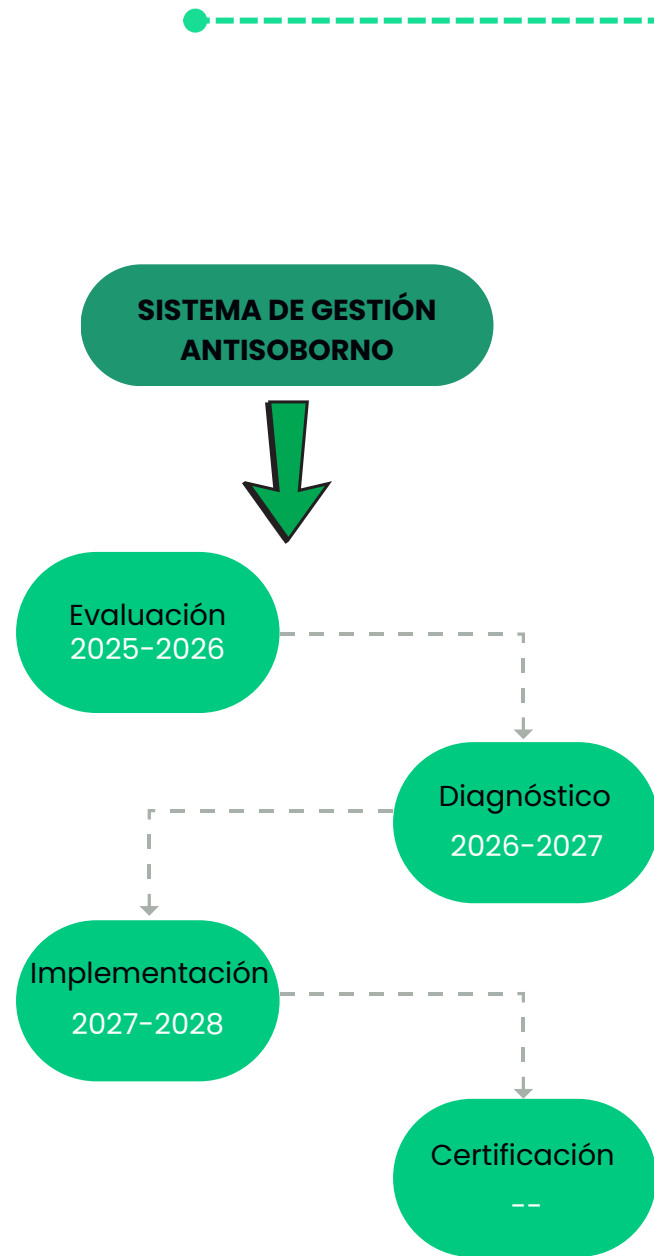 SISTEMA DE GESTIÓN
ANTISOBORNO
Evaluación
2025-2026
Diagnóstico
2026-2027
Implementación
2027-2028
Certificación
--